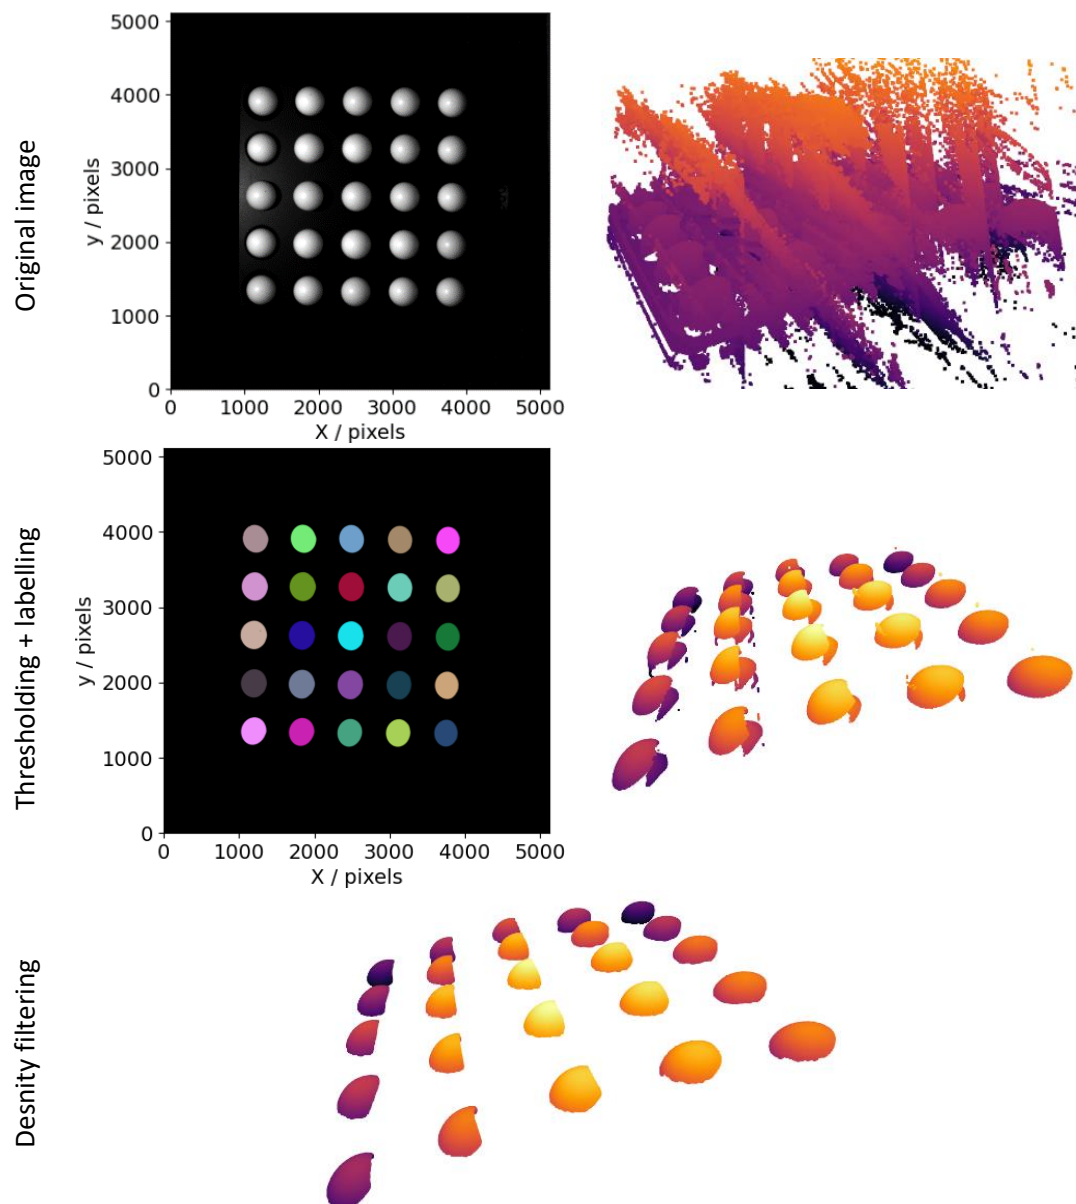 Original image
5000
4000
3000
2000
1000
0
y / pixels
0 1000 2000 3000 4000 5000
X / pixels
Thresholding + labelling
5000
4000
3000
2000
1000
0
y / pixels
0 1000 2000 3000 4000 5000
X / pixels
Desnity filtering